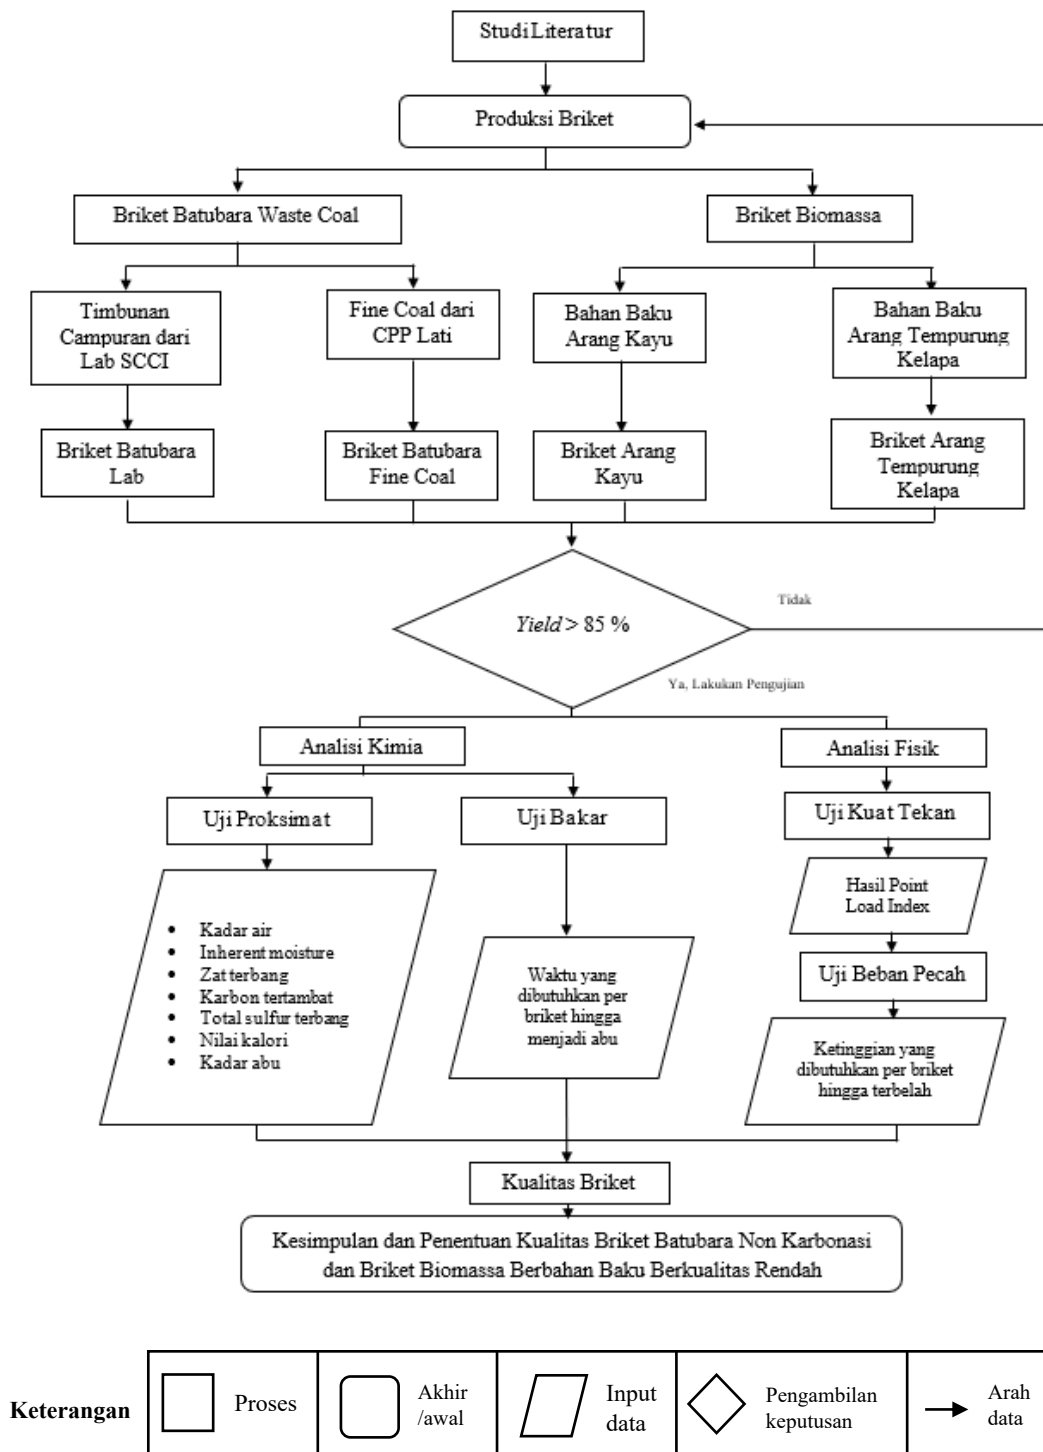 Studi Literatur
Produksi Briket
Briket Batubara Waste Coal
Briket Biomassa
Timbunan
Campuran dari
Lab SCCI
Fine Coal dari
CPP Lati
Bahan Baku
Arang Kayu
Bahan Baku
Arang Tempurung
Kelapa
Briket Batubara
Lab
Briket Batubara
Fine Coal
Briket Arang
Kayu
Briket Arang
Tempurung
Kelapa
Yield > 85 %
Tidak
Ya, Lakukan Pengujian
Analisi Kimia
Analisi Fisik
Uji Proksimat
Uji Bakar
Uji Kuat Tekan
Hasil Point
Load Index
• Kadar air
• Inherent moisture
• Zat terbang
• Karbon tertambat
• Total sulfur terbang
• Nilai kalori
• Kadar abu
Waktu yang
dibutuhkan per
briket hingga
menjadi abu
Uji Beban Pecah
Ketinggian yang
dibutuhkan per briket
hingga terbelah
Kualitas Briket
Kesimpulan dan Penentuan Kualitas Briket Batubara Non Karbonasi
dan Briket Biomassa Berbahan Baku Berkualitas Rendah
Keterangan
Proses
Akhir
/awal
Input
data
Pengambilan
keputusan
Arah
data